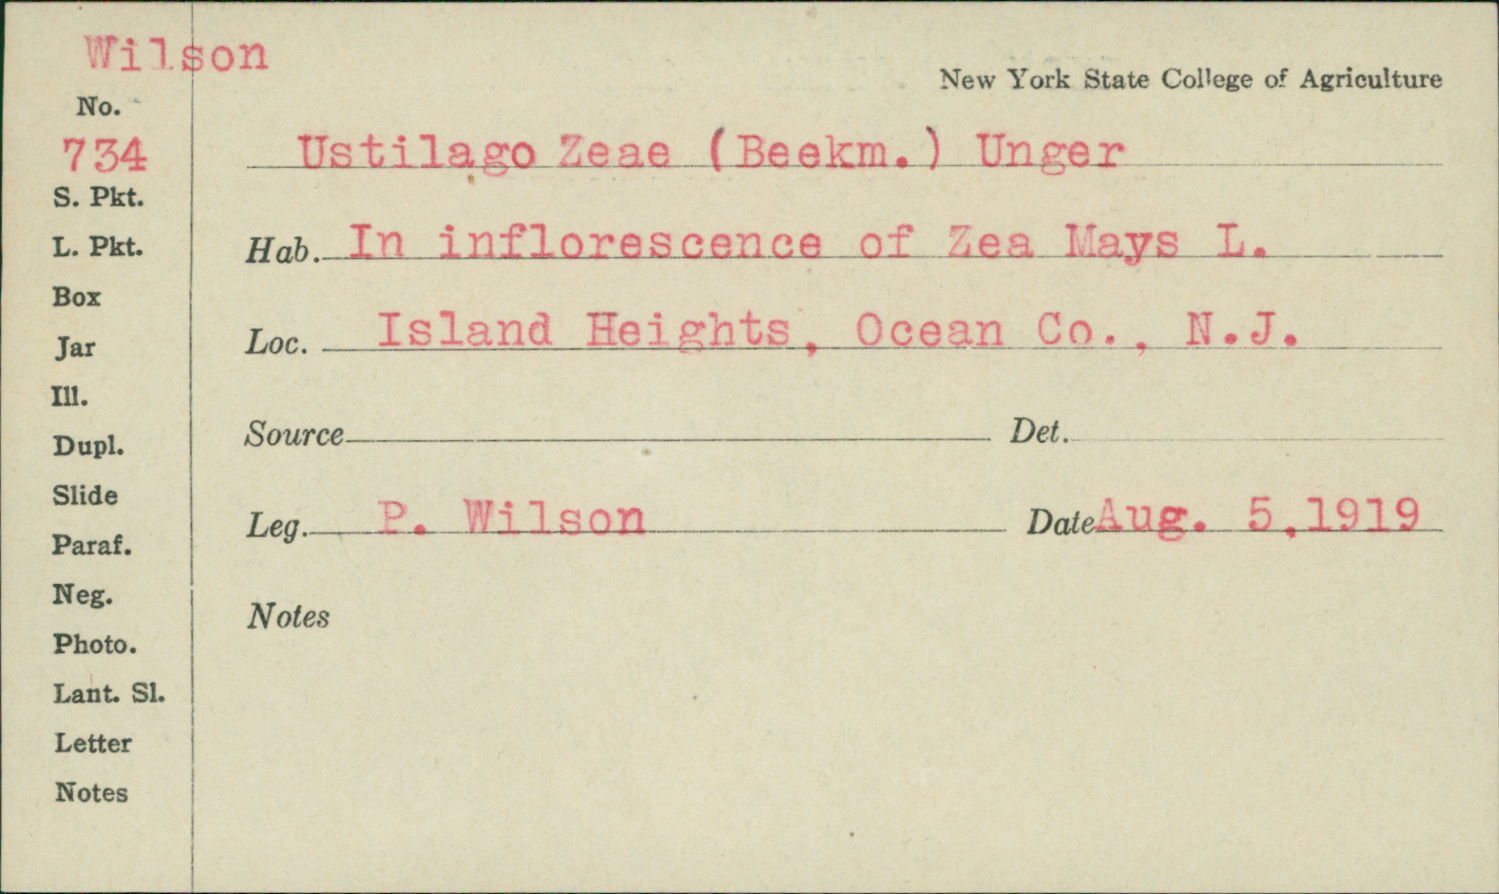 Wilson
New York State College of Agriculture
No.
734
Ustilago Zeae (Beekm.) Unger
S. Pkt.
L. Pkt.
Hab. In inflorescence of Zea Mays L.
Box
Loc. Island Heights, Ocean Co., N.J.
Jar
Ill.
Source
Det.
Dupl.
Slide
Leg. P. Wilson
Date Aug. 5,1919
Paraf.
Neg.
Notes
Photo.
Lant. Sl.
Letter
Notes